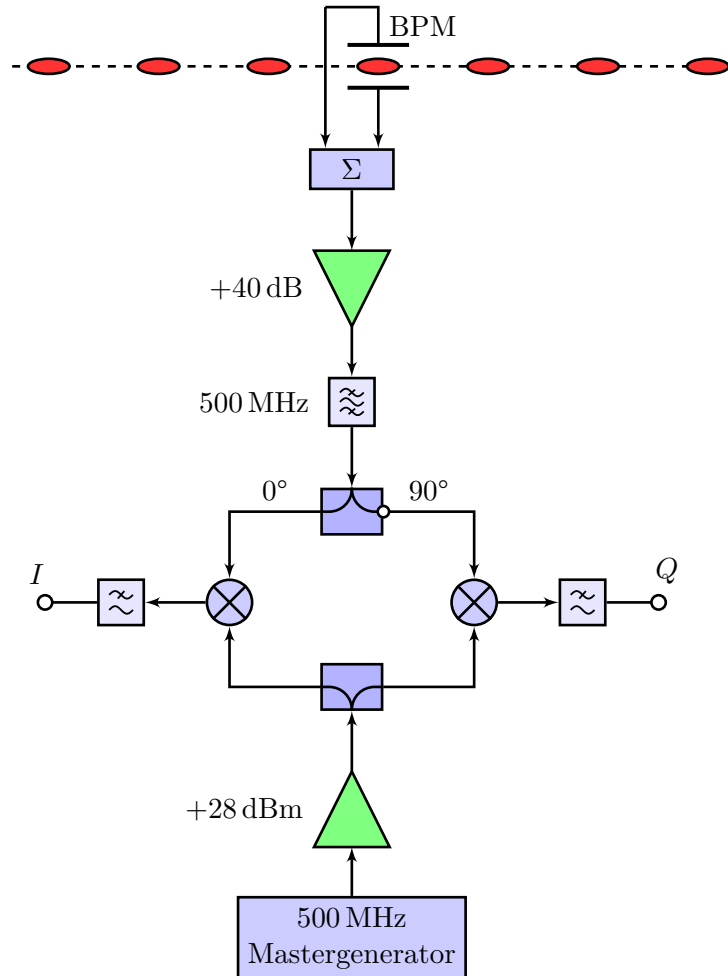 BPM
Σ
+40 dB
500 MHz
0°
90°
I
Q
+28 dBm
500 MHz
Mastergenerator